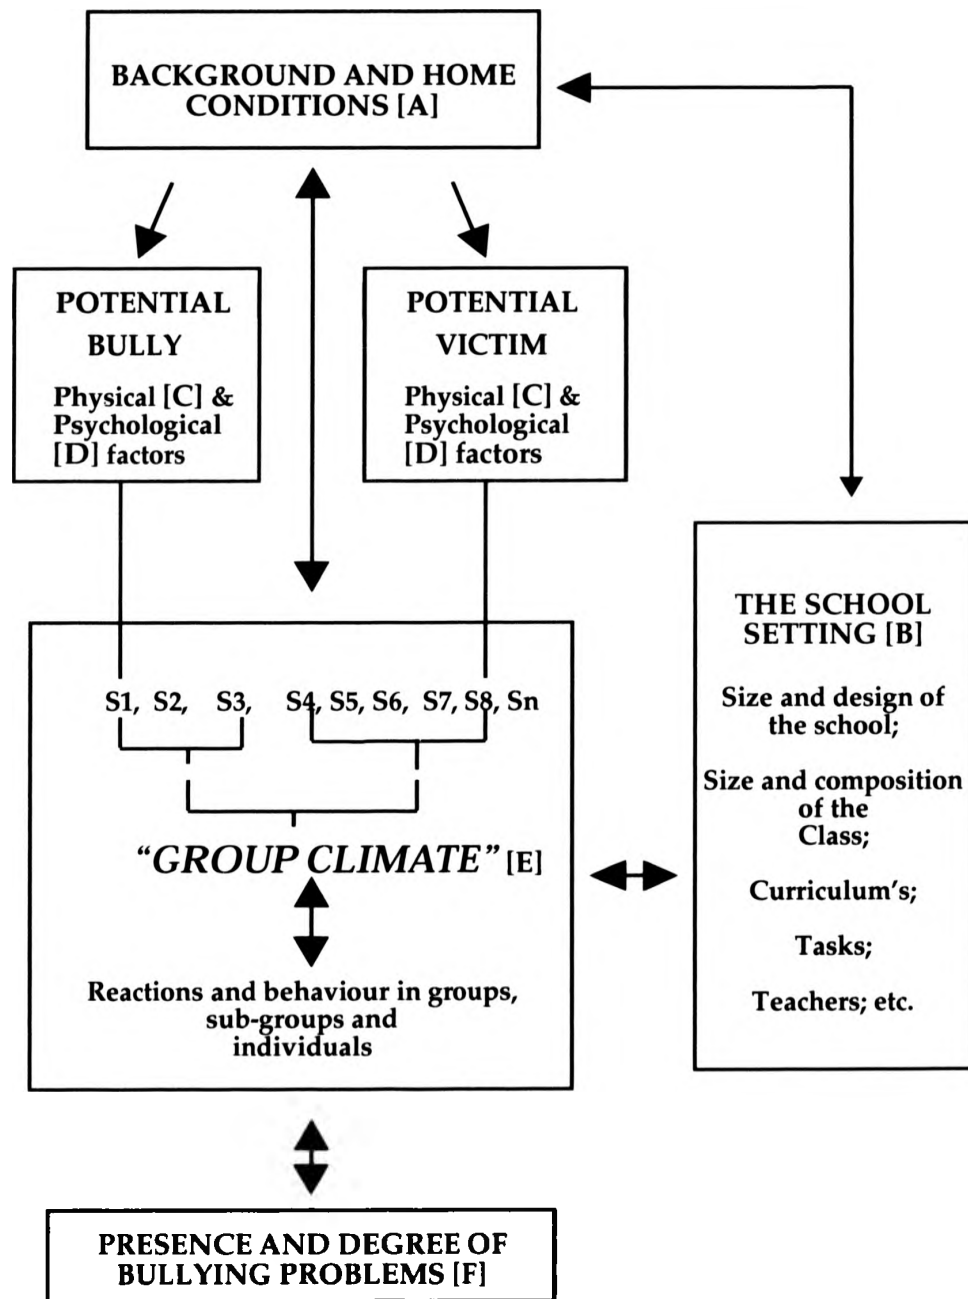 BACKGROUND AND HOME
CONDITIONS [A]
POTENTIAL
BULLY
Physical [C] &
Psychological
[D] factors
POTENTIAL
VICTIM
Physical [C] &
Psychological
[D] factors
THE SCHOOL
SETTING [B]
Size and design of
the school;
Size and composition
of the
Class;
Curriculum's;
Tasks;
Teachers; etc.
S1, S2, S3, S4, S5, S6, S7, S8, Sn
“GROUP CLIMATE” [E]
Reactions and behaviour in groups,
sub-groups and
individuals
PRESENCE AND DEGREE OF
BULLYING PROBLEMS [F]